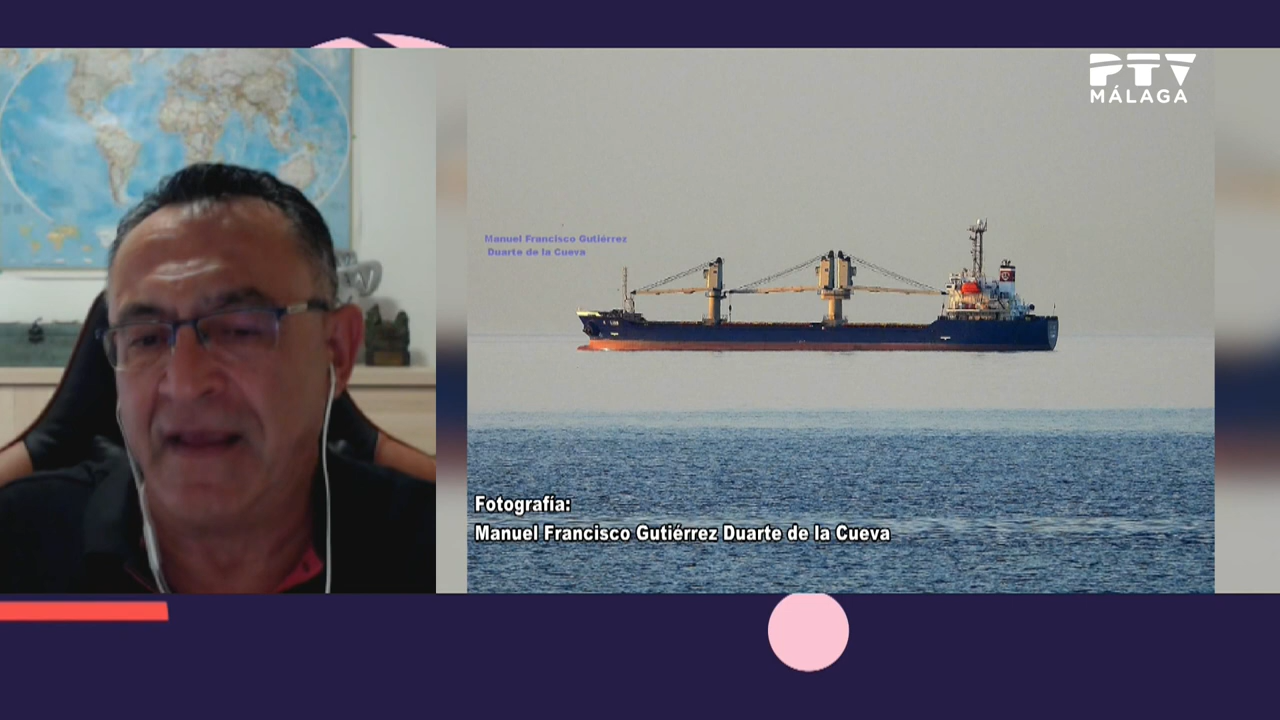 PTV
MÁLAGA
Manuel Francisco Gutiérrez
Duarte de la Cueva
Fotografía:
Manuel Francisco Gutiérrez Duarte de la Cueva